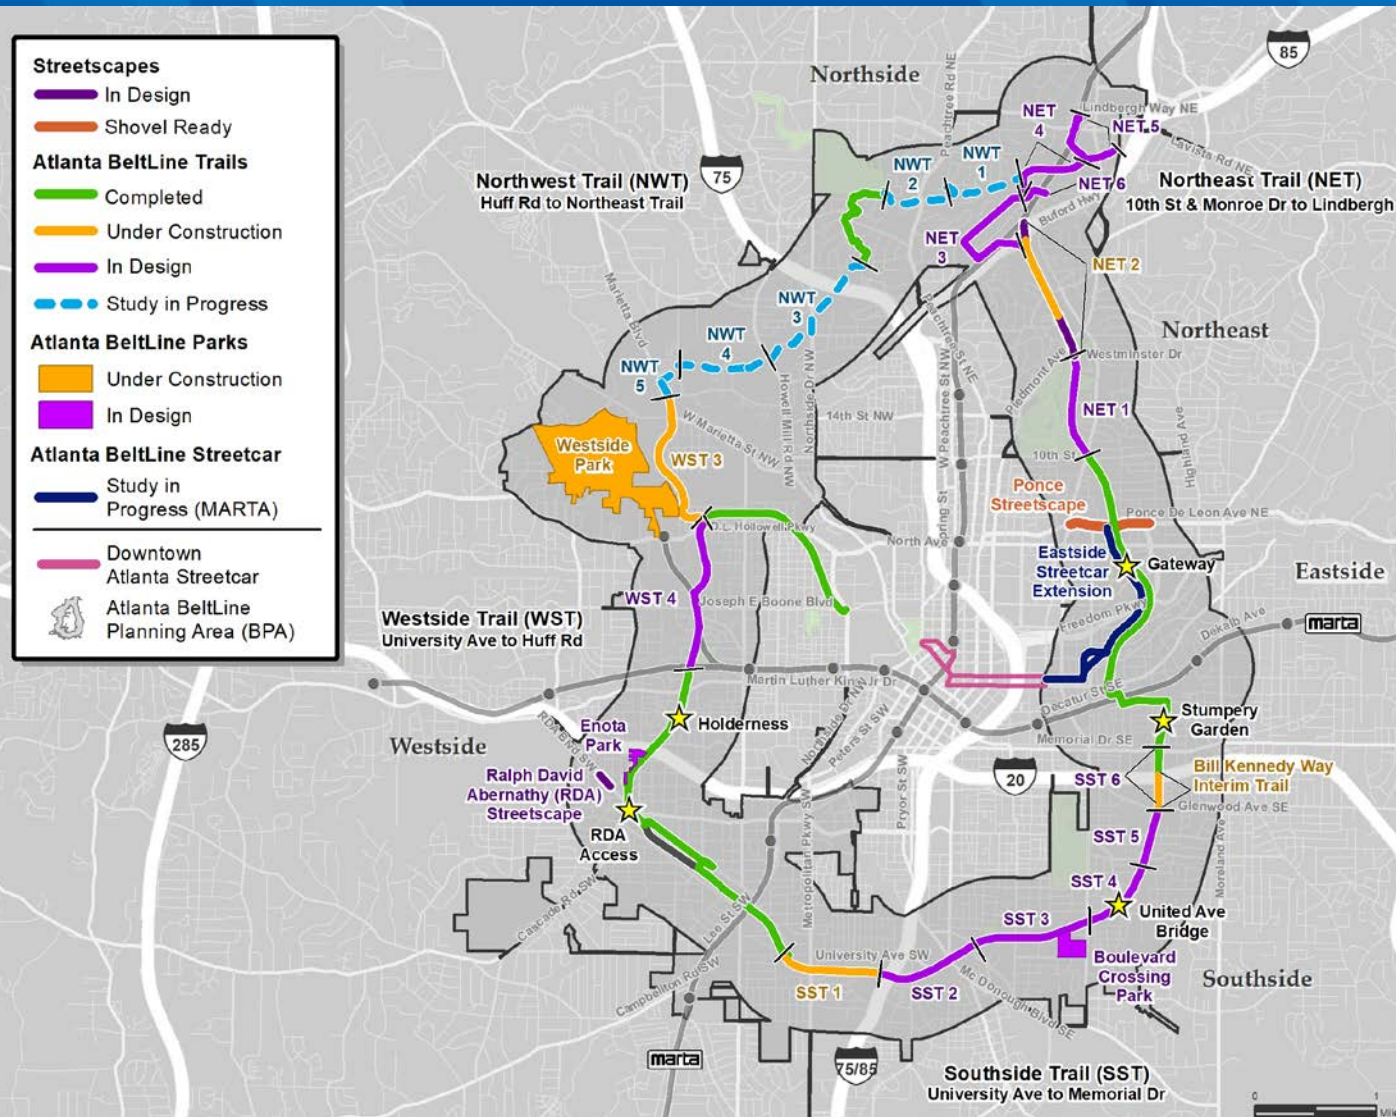 Streetscapes
In Design
Shovel Ready
Atlanta BeltLine Trails
Completed
Under Construction
In Design
Study in Progress
Atlanta BeltLine Parks
Under Construction
In Design
Atlanta BeltLine Streetcar
Study in
Progress (MARTA)
Downtown
Atlanta Streetcar
Atlanta BeltLine
Planning Area (BPA)
Northside
85
75
Peachtree Rd NE
NET
4
Lindbergh Way NE
NET 5
Lavista Rd NE
NWT
2
NWT
1
Northwest Trail (NWT)
Huff Rd to Northeast Trail
NET 6
Northeast Trail (NET)
10th St & Monroe Dr to Lindbergh
Buford Hwy
NET
3
NET 2
Marietta Blvd
NWT
3
NWT
4
NWT
5
Peachtree St NE
Northeast
Westminster Dr
Piedmont Ave
Howell Mill Rd NW
Northside Dr NW
W Peachtree St NW
14th St NW
NET 1
Highland Ave
W Marietta St NW
Westside
Park
WST 3
10th St
Ponce
Streetscape
Ponce De Leon Ave NE
D.L. Hollowell Pkwy
North Ave
Spring St
Eastside
Streetcar
Extension
Gateway
Eastside
WST 4
Joseph E Boone Blvd
Freedom Pkwy
Dekalb Ave
marta
Westside Trail (WST)
University Ave to Huff Rd
Martin Luther King Jr Dr
Decatur St SE
Holderness
Stumpery
Garden
Enota
Park
Westside
285
RDA Blvd SW
Northside Dr NW
Peters St SW
Memorial Dr SE
Ralph David
Abernathy (RDA)
Streetscape
Pryor St SW
20
SST 6
Bill Kennedy Way
Interim Trail
Glenwood Ave SE
RDA
Access
Metropolitan Pkwy SW
SST 5
Moreland Ave
SST 4
Cascade Rd SW
Lee St SW
SST 3
United Ave
Bridge
University Ave SW
Boulevard
Crossing
Park
Southside
Campbellton Rd SW
SST 1
SST 2
Mc Donough Blvd SE
marta
75/85
Southside Trail (SST)
University Ave to Memorial Dr
0
1